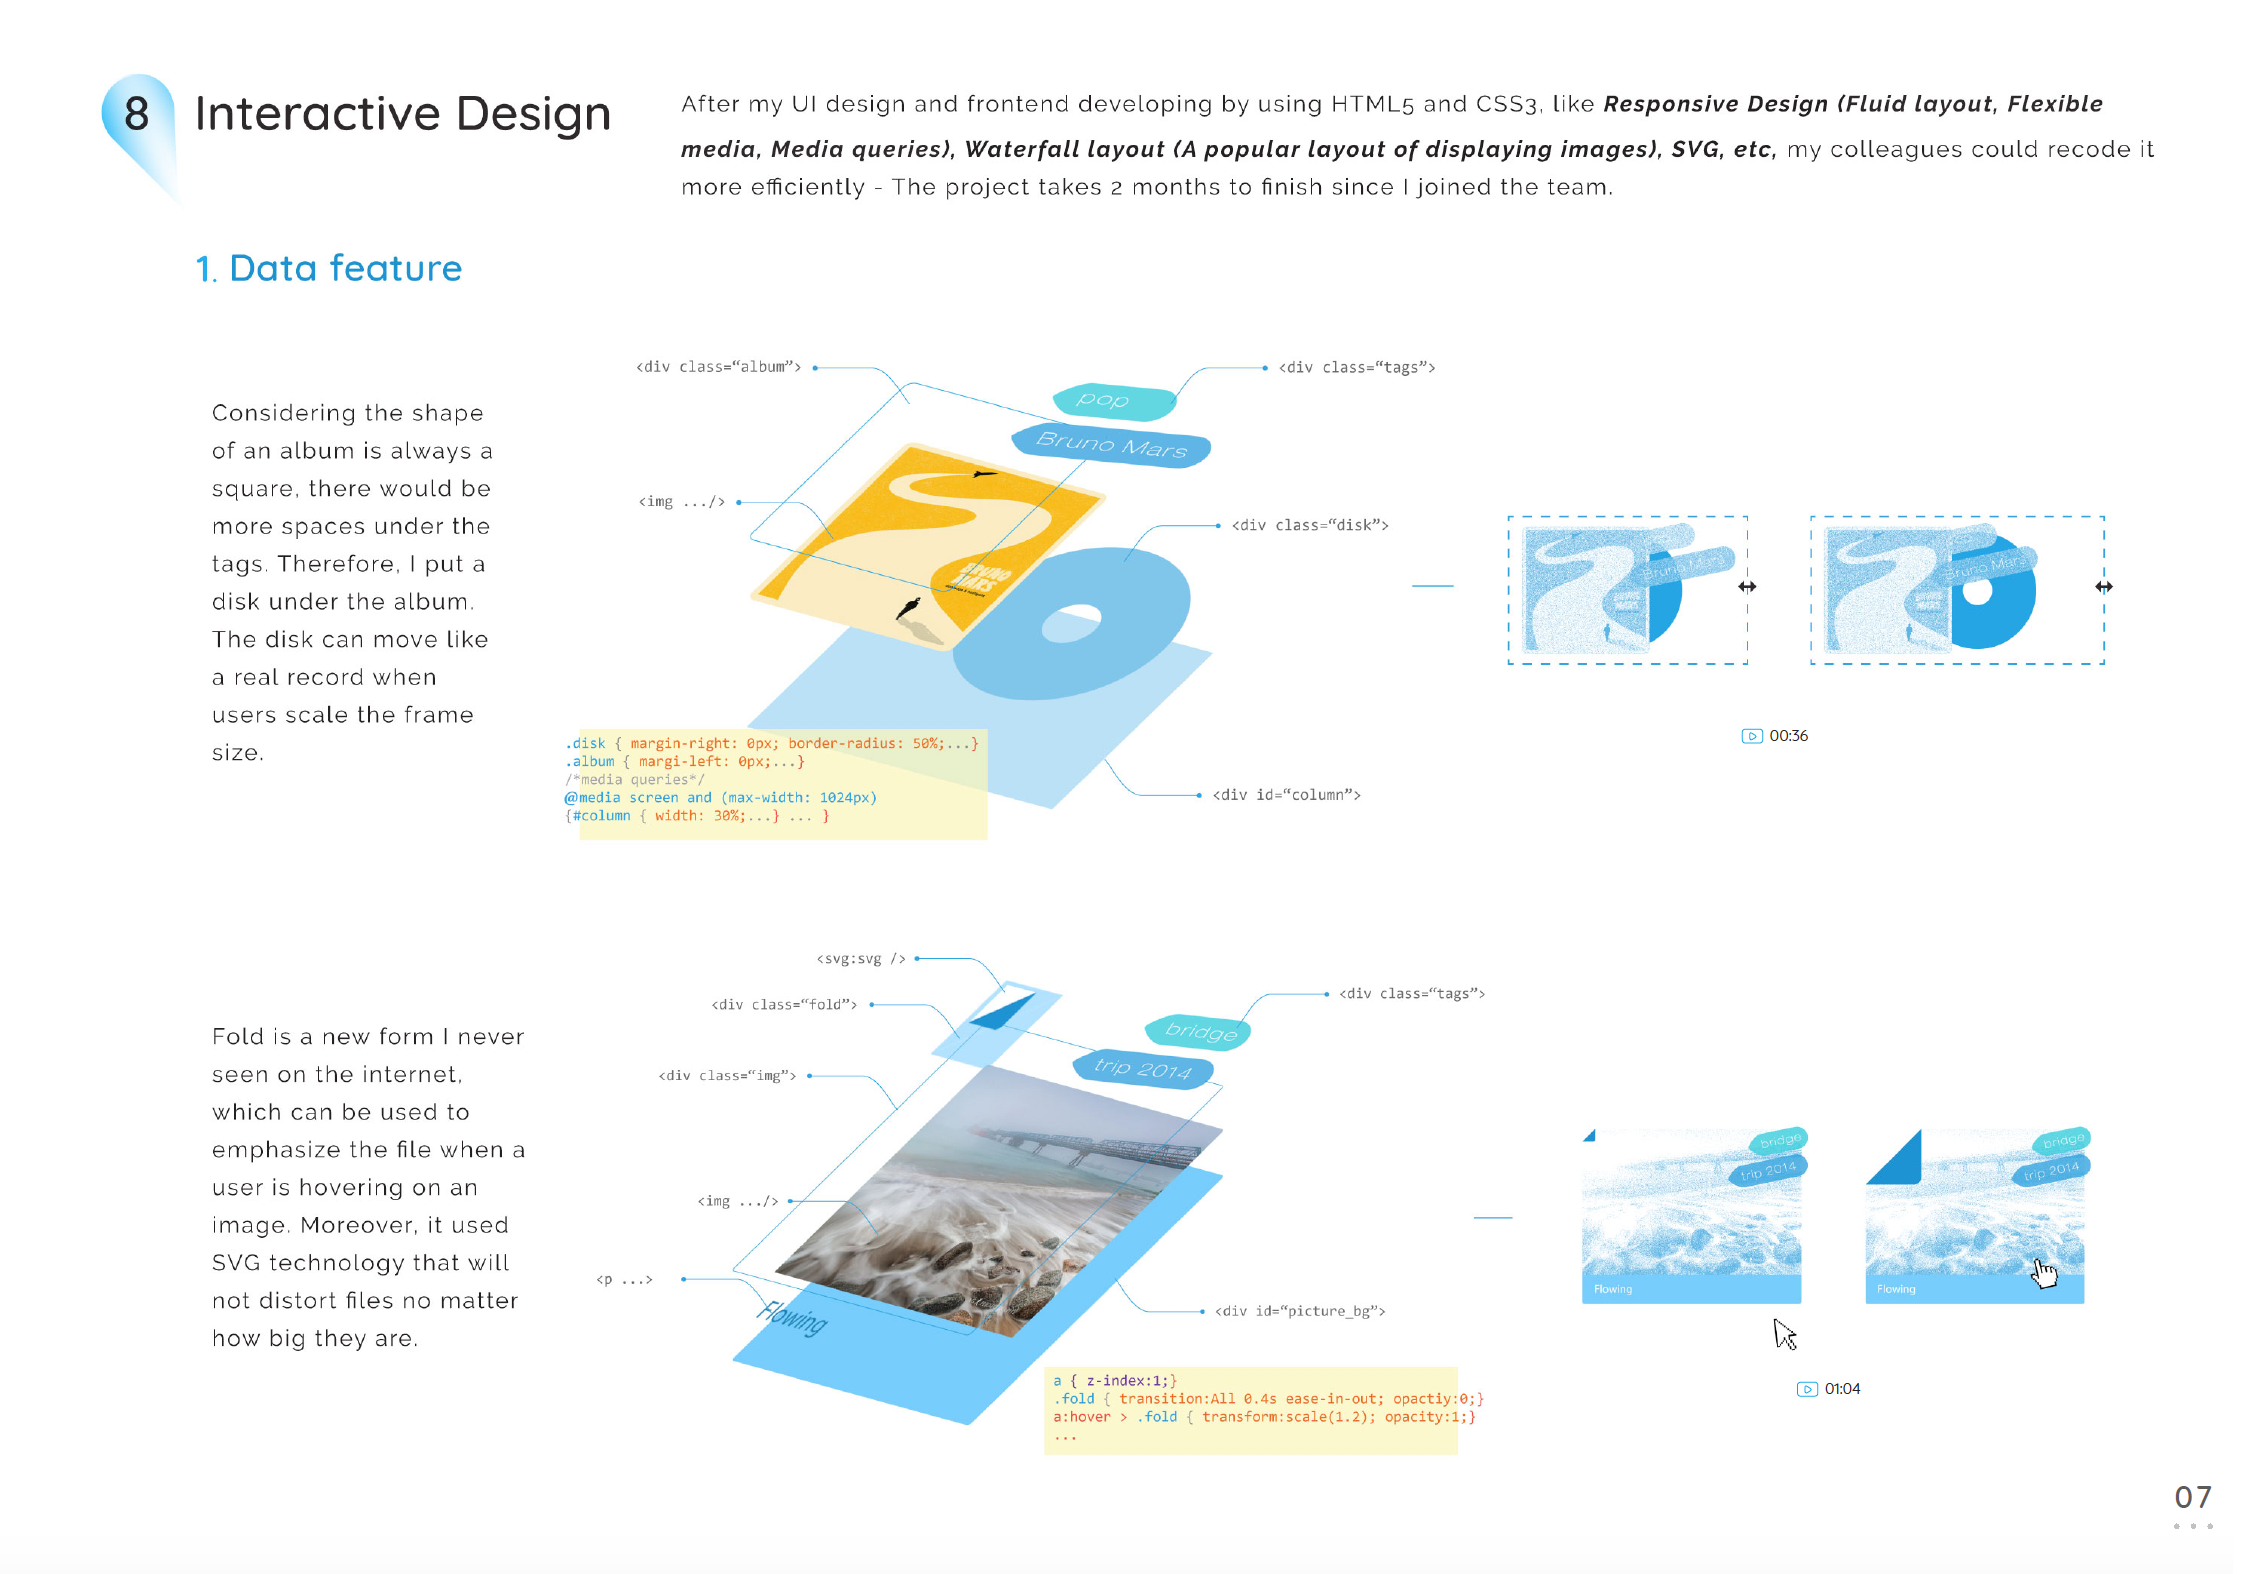 8 Interactive Design
After my UI design and frontend developing by using HTML5 and CSS3, like Responsive Design (Fluid layout, Flexible
media, Media queries), Waterfall layout (A popular layout of displaying images), SVG, etc, my colleagues could recode it
more efficiently - The project takes 2 months to finish since I joined the team.
1. Data feature
Considering the shape
of an album is always a
square, there would be
more spaces under the
tags. Therefore, I put a
disk under the album.
The disk can move like
a real record when
users scale the frame
size.
<div class=“album”>
<div class=“tags”>
pop
Bruno Mars
<img .../>
<div class=“disk”>
BRUNO
MARS
.disk { margin-right: 0px; border-radius: 50%;...}
.album { margi-left: 0px;...}
/*media queries*/
@media screen and (max-width: 1024px)
{#column { width: 30%;...} ... }
<div id=“column”>
Bruno Mars
BRUNO
MARS
Bruno Mars
BRUNO
MARS
00:36
Fold is a new form I never
seen on the internet,
which can be used to
emphasize the file when a
user is hovering on an
image. Moreover, it used
SVG technology that will
not distort files no matter
how big they are.
<svg:svg />
<div class=“fold”>
<div class=“tags”>
bridge
trip 2014
<div class=“img”>
<img .../>
<p ...>
Flowing
<div id=“picture_bg”>
a { z-index:1;}
.fold { transition:All 0.4s ease-in-out; opactiy:0;}
a:hover > .fold { transform:scale(1.2); opacity:1;}
...
bridge
trip 2014
Flowing
bridge
trip 2014
Flowing
01:04
07